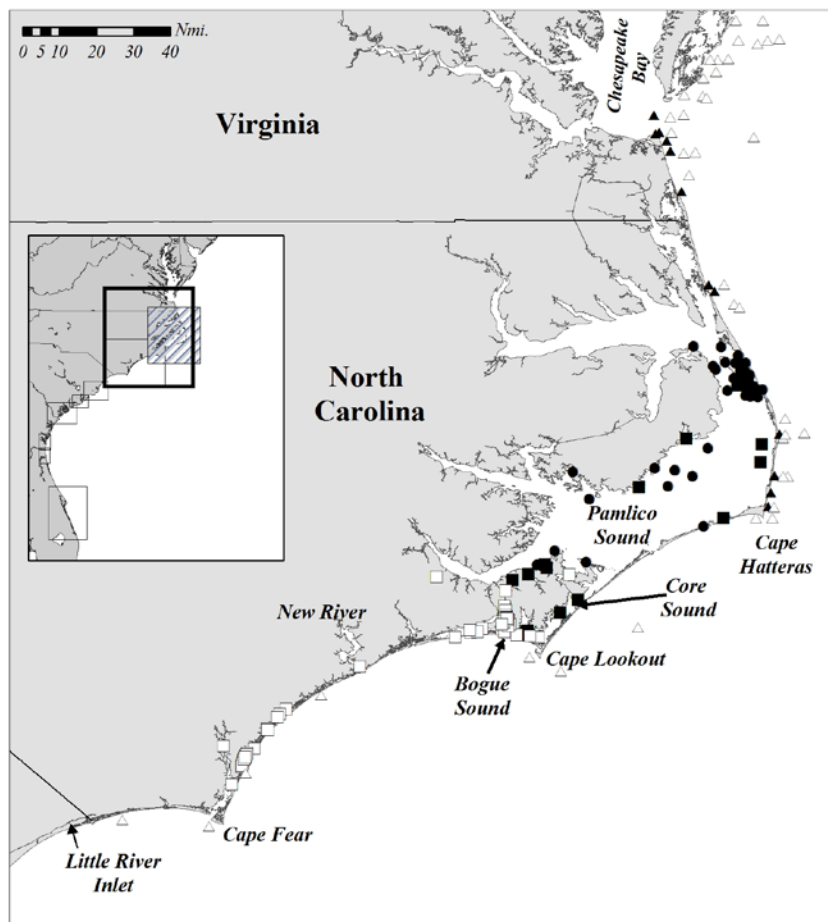 Nmi.
0 5 10 20 30 40
Chesapeake
Bay
Virginia
North
Carolina
Pamlico
Sound
Cape
Hatteras
Core
Sound
New River
Cape Lookout
Bogue
Sound
Cape Fear
Little River
Inlet